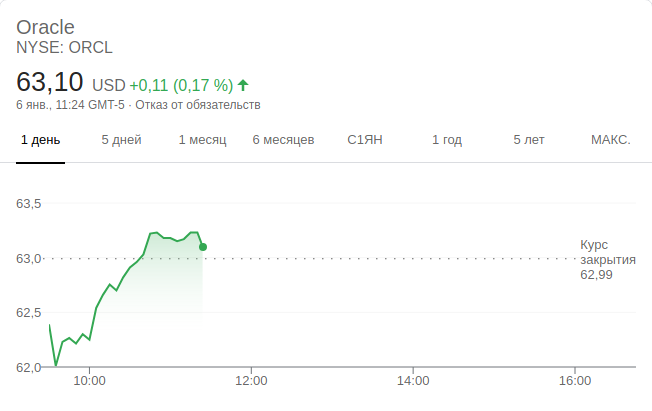 Oracle
NYSE: ORCL
63,10 USD +0,11 (0,17 %)
6 янв., 11:24 GMT-5 · Отказ от обязательств
1 день 5 дней 1 месяц 6 месяцев С1ЯН 1 год 5 лет МАКС.
63,5
63,0
62,5
62,0
Курс
закрытия
62,99
10:00 12:00 14:00 16:00